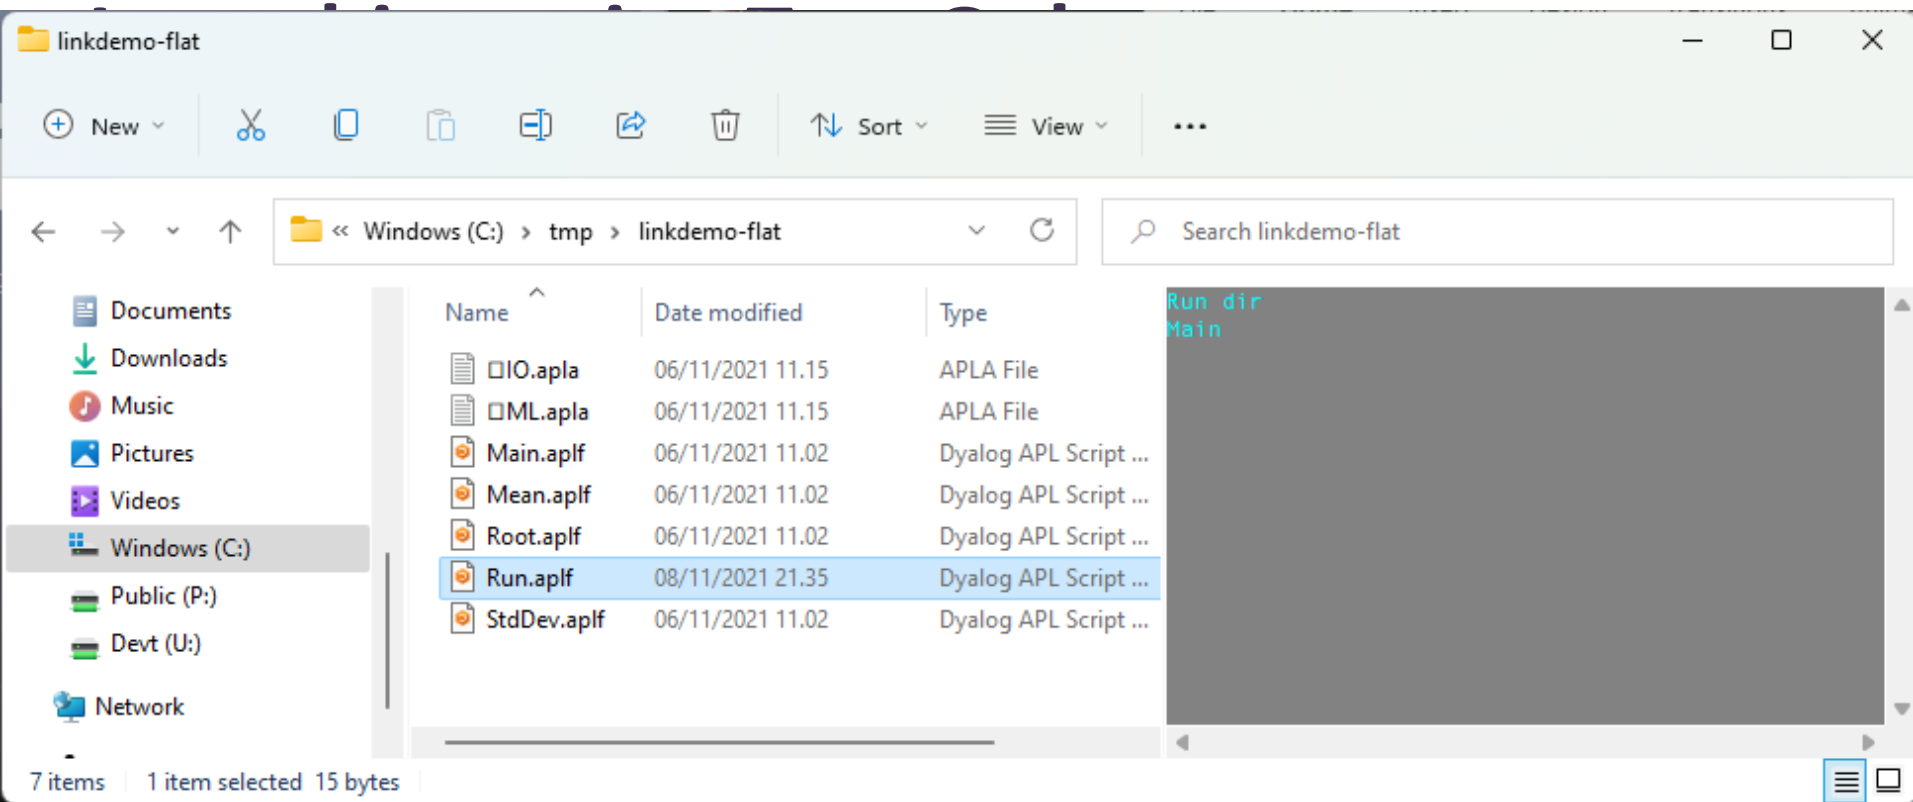 linkdemo-flat
New
Sort
View
« Windows (C:) › tmp › linkdemo-flat
Search linkdemo-flat
Documents
Downloads
Music
Pictures
Videos
Windows (C:)
Public (P:)
Devt (U:)
Network
Name Date modified Type
⎕IO.apla 06/11/2021 11.15 APLA File
⎕ML.apla 06/11/2021 11.15 APLA File
Main.aplf 06/11/2021 11.02 Dyalog APL Script ...
Mean.aplf 06/11/2021 11.02 Dyalog APL Script ...
Root.aplf 06/11/2021 11.02 Dyalog APL Script ...
Run.aplf 08/11/2021 21.35 Dyalog APL Script ...
StdDev.aplf 06/11/2021 11.02 Dyalog APL Script ...
Run dir
Main
7 items 1 item selected 15 bytes